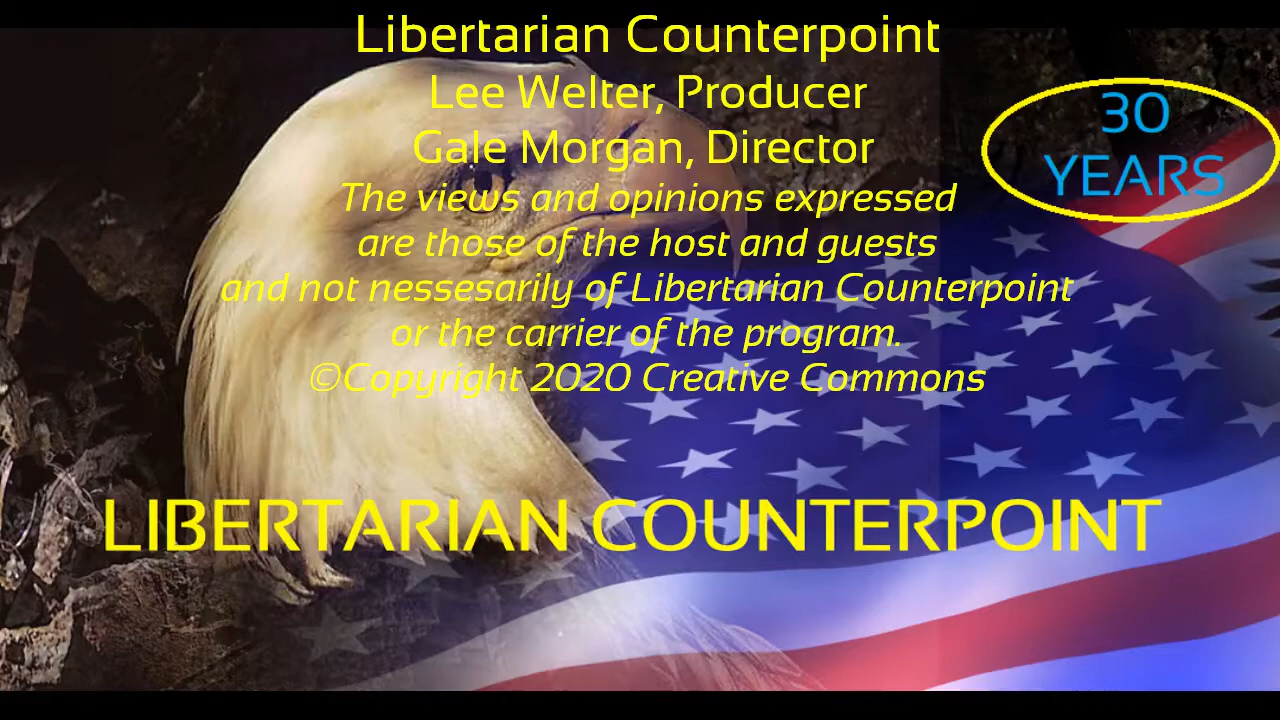 Libertarian Counterpoint
Lee Welter, Producer
Gale Morgan, Director
30
YEARS
The views and opinions expressed
are those of the host and guests
and not nessesarily of Libertarian Counterpoint
or the carrier of the program.
©Copyright 2020 Creative Commons
LIBERTARIAN COUNTERPOINT